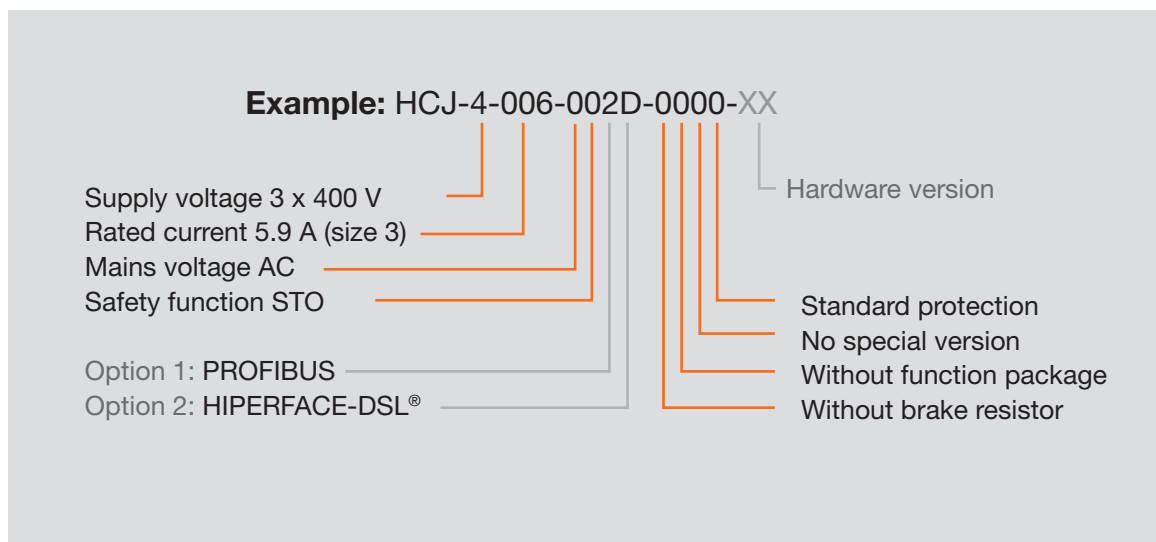 Example: HCJ-4-006-002D-0000-XX
Supply voltage 3 x 400 V
Rated current 5.9 A (size 3)
Mains voltage AC
Safety function STO
Option 1: PROFIBUS
Option 2: HIPERFACE-DSL®
Hardware version
Standard protection
No special version
Without function package
Without brake resistor